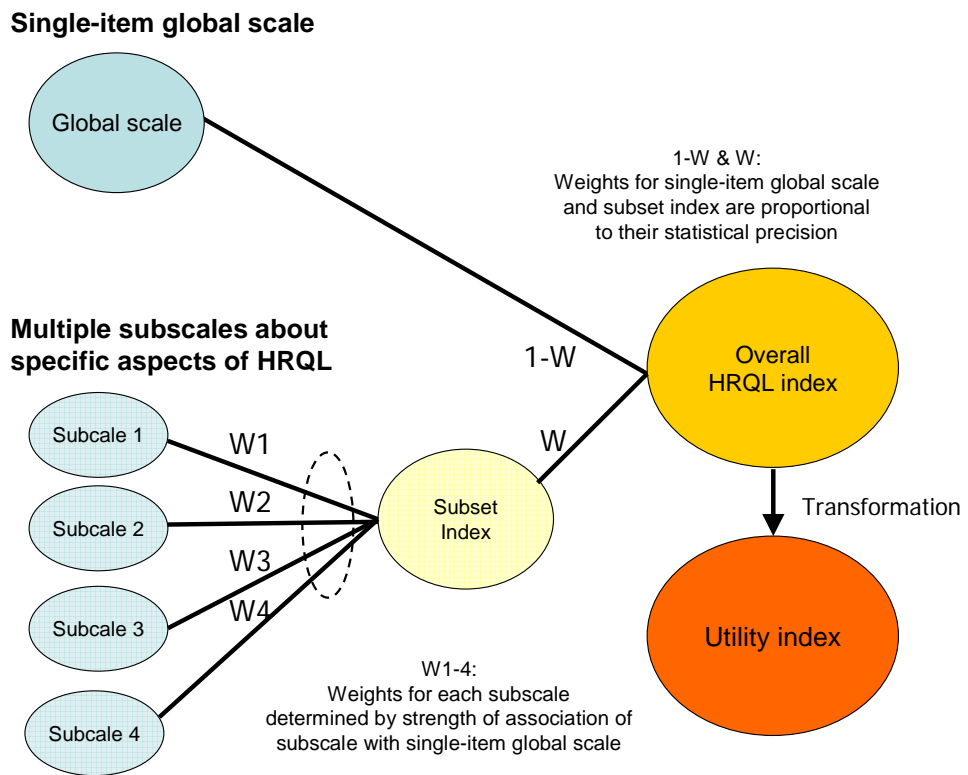 Single-item global scale
Global scale
1-W & W:
Weights for single-item global scale
and subset index are proportional
to their statistical precision
Multiple subscales about
specific aspects of HRQL
1-W
Overall
HRQL index
W
Subcale 1
W1
Subcale 2
W2
Subset
Index
Transformation
W3
Subcale 3
W4
Utility index
Subcale 4
W1-4:
Weights for each subscale
determined by strength of association of
subscale with single-item global scale